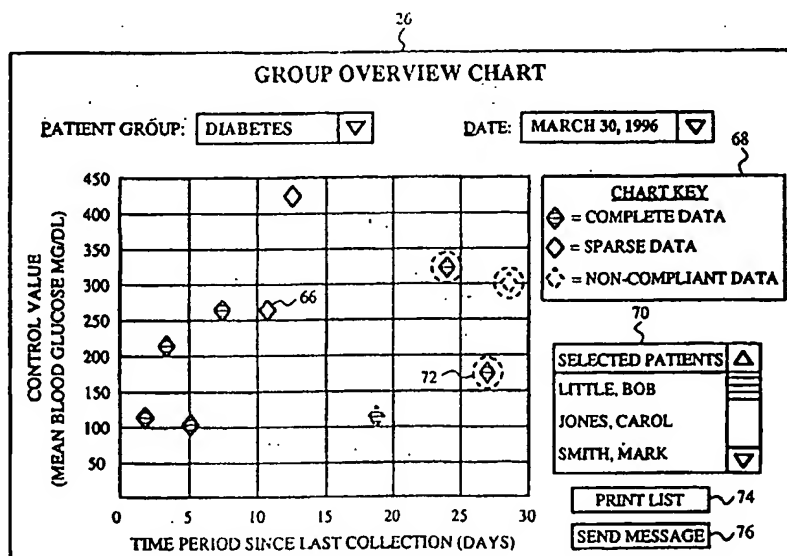 26
GROUP OVERVIEW CHART
PATIENT GROUP: DIABETES
DATE: MARCH 30, 1996
68
CHART KEY
= COMPLETE DATA
= SPARSE DATA
= NON-COMPLIANT DATA
CONTROL VALUE
(MEAN BLOOD GLUCOSE MG/DL)
450
400
350
300
250
200
150
100
50
66
72
0 5 10 15 20 25 30
TIME PERIOD SINCE LAST COLLECTION (DAYS)
70
SELECTED PATIENTS
LITTLE, BOB
JONES, CAROL
SMITH, MARK
PRINT LIST 74
SEND MESSAGE 76